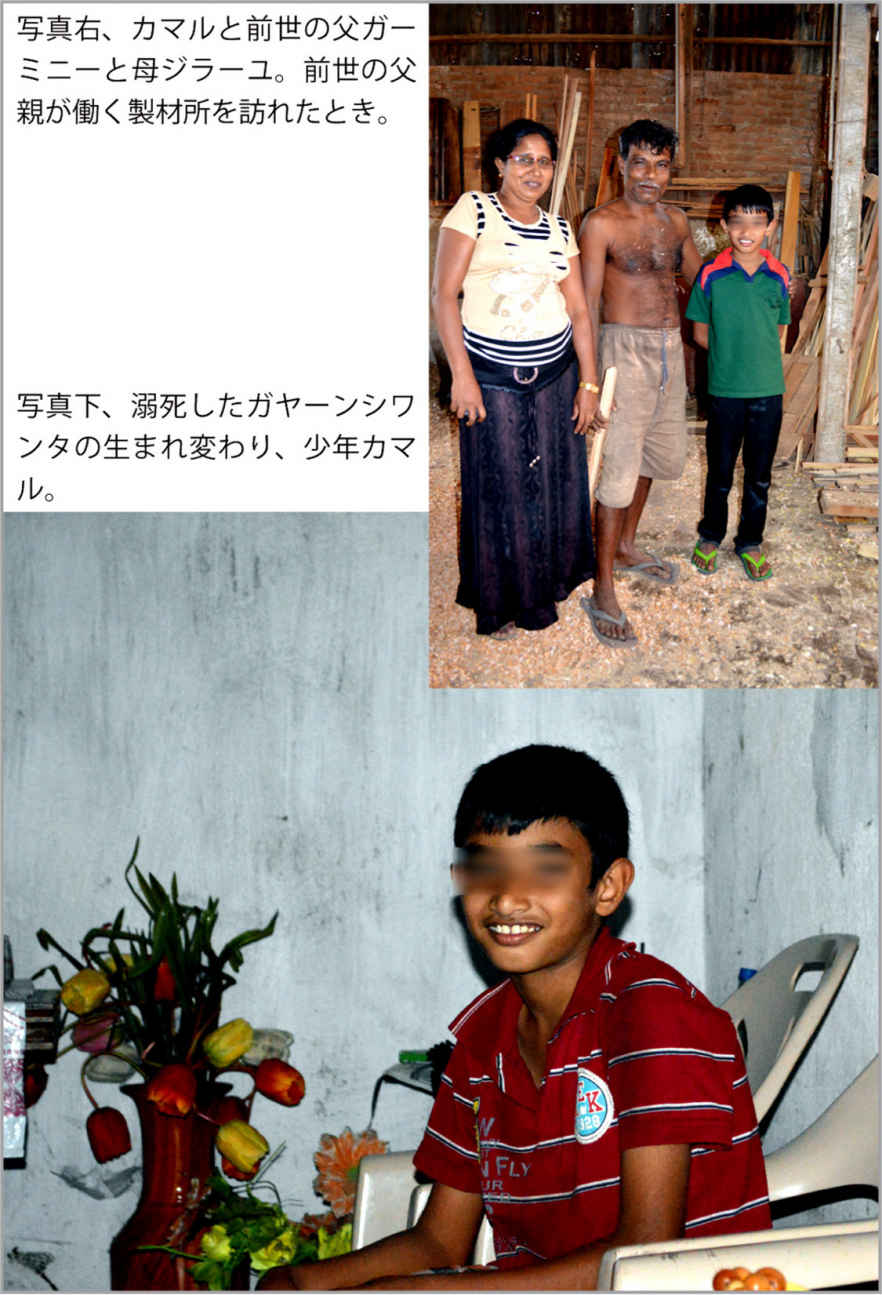 写真右、カマルと前世の父ガー
ミニーと母ジラーユ。前世の父
親が働く製材所を訪れたとき。
写真下、溺死したガヤーンシワ
ンタの生まれ変わり、少年カマ
ル。
EK
928
FLY